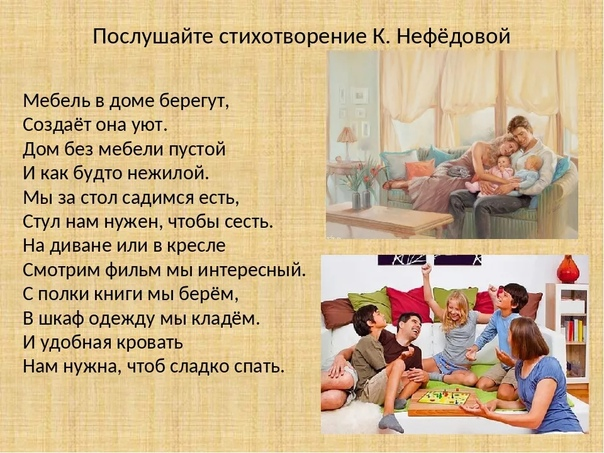 Послушайте стихотворение К. Нефёдовой
Мебель в доме берегут,
Создаёт она уют.
Дом без мебели пустой
И как будто нежилой.
Мы за стол садимся есть,
Стул нам нужен, чтобы сесть.
На диване или в кресле
Смотрим фильм мы интересный.
С полки книги мы берём,
В шкаф одежду мы кладём.
И удобная кровать
Нам нужна, чтоб сладко спать.